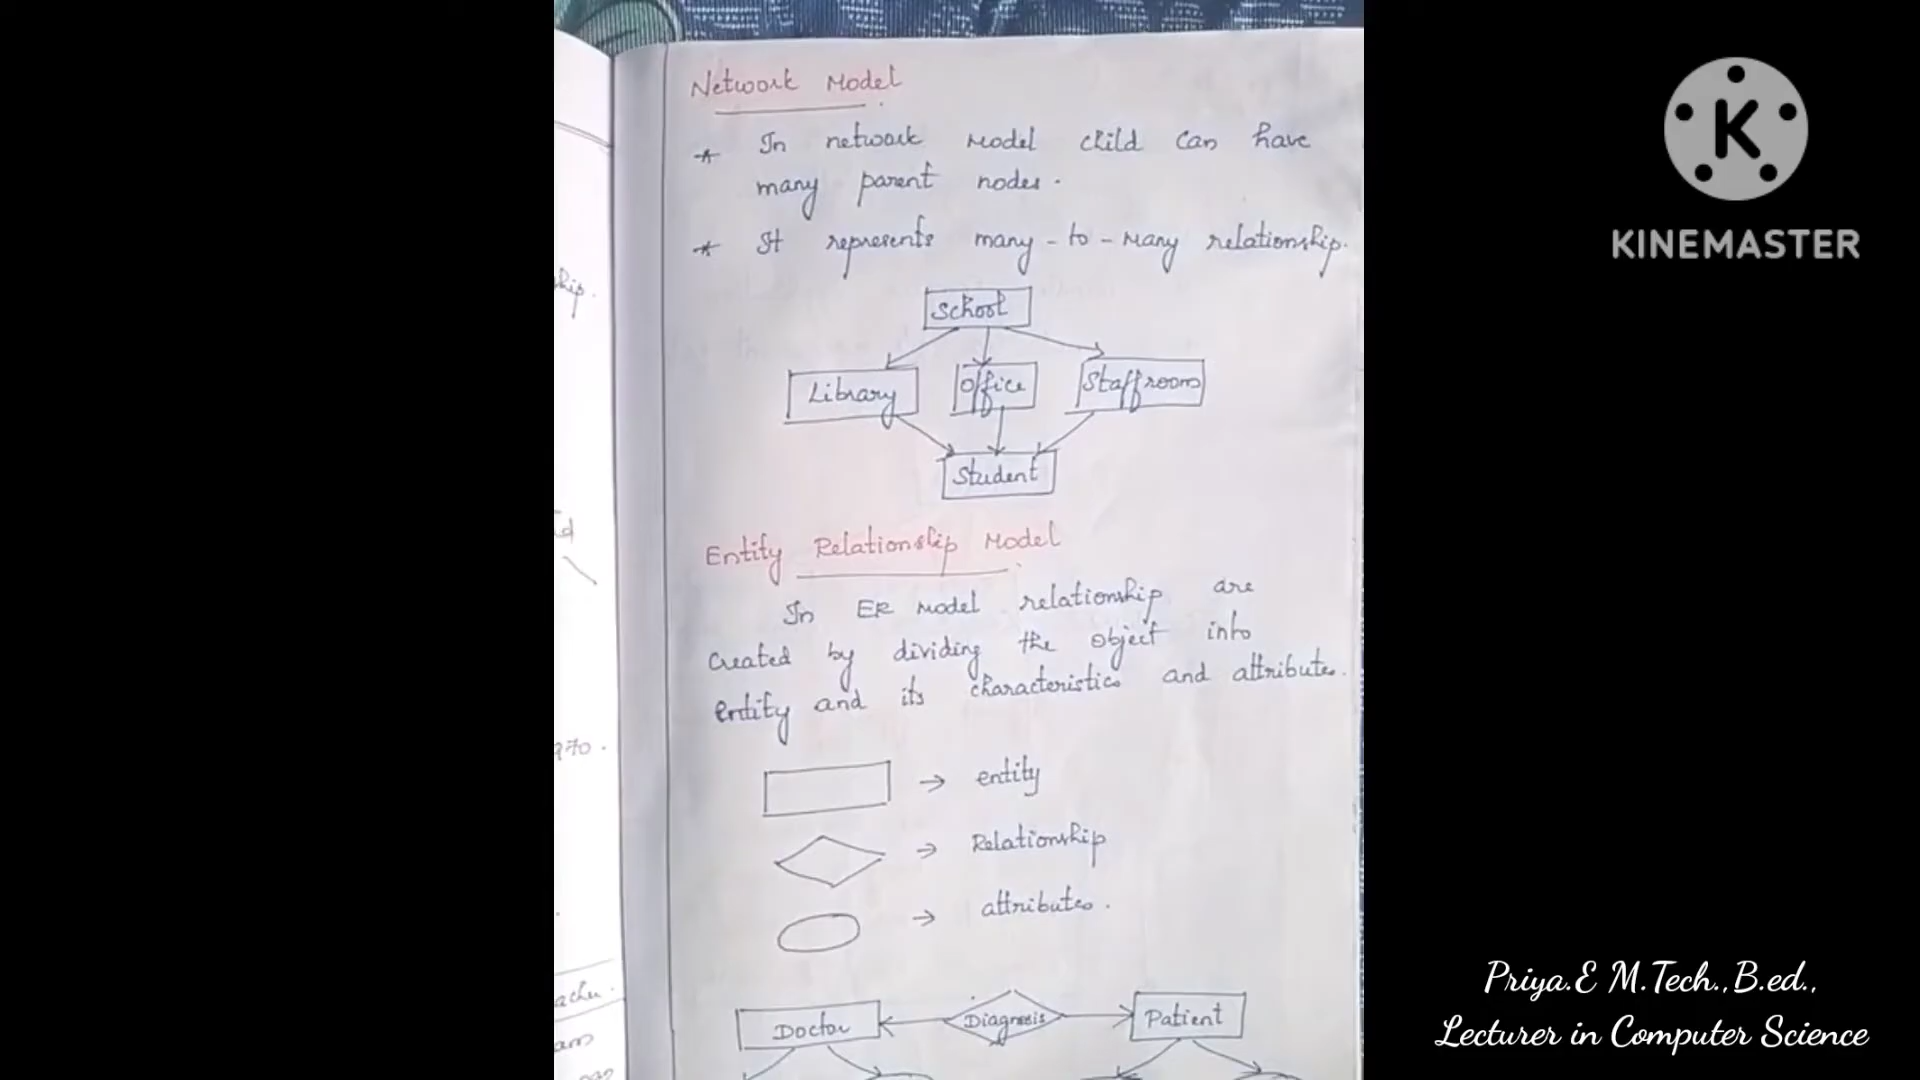 Network Model
* In network model child can have
many parent nodes.
* It represents many-to-many relationship.
School
Library
Office
Staffroom
Student
Entity Relationship Model
In ER model relationship are
created by dividing the object into
entity and its characteristics and attributes.
→ entity
→ Relationship
→ attributes.
Doctor
Diagnosis
Patient
hip.
970.
K
KINEMASTER
Priya.E M.Tech.,B.ed.,
Lecturer in Computer Science